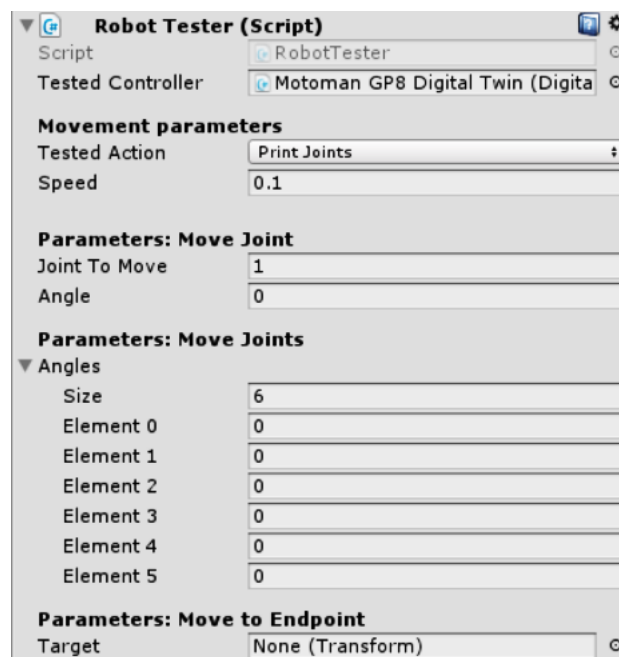 Robot Tester (Script)
Script RobotTester
Tested Controller Motoman GP8 Digital Twin (Digita
Movement parameters
Tested Action Print Joints
Speed 0.1
Parameters: Move Joint
Joint To Move 1
Angle 0
Parameters: Move Joints
Angles
Size 6
Element 0 0
Element 1 0
Element 2 0
Element 3 0
Element 4 0
Element 5 0
Parameters: Move to Endpoint
Target None (Transform)